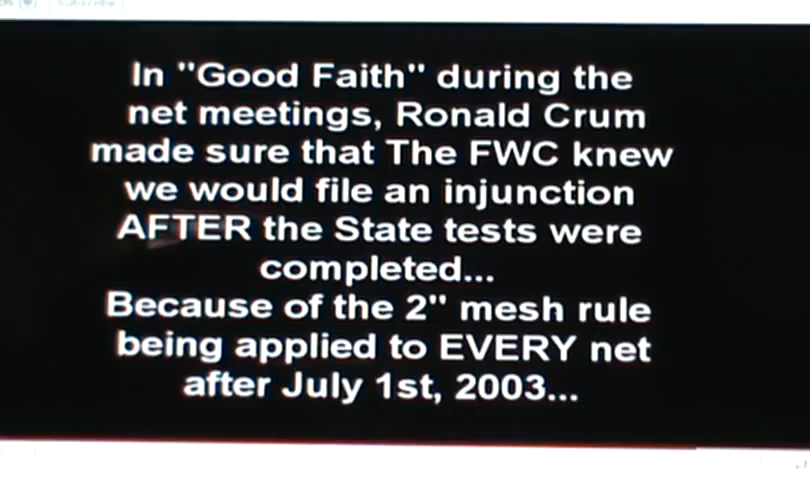 Subscribe
In "Good Faith" during the
net meetings, Ronald Crum
made sure that The FWC knew
we would file an injunction
AFTER the State tests were
completed...
Because of the 2" mesh rule
being applied to EVERY net
after July 1st, 2003...